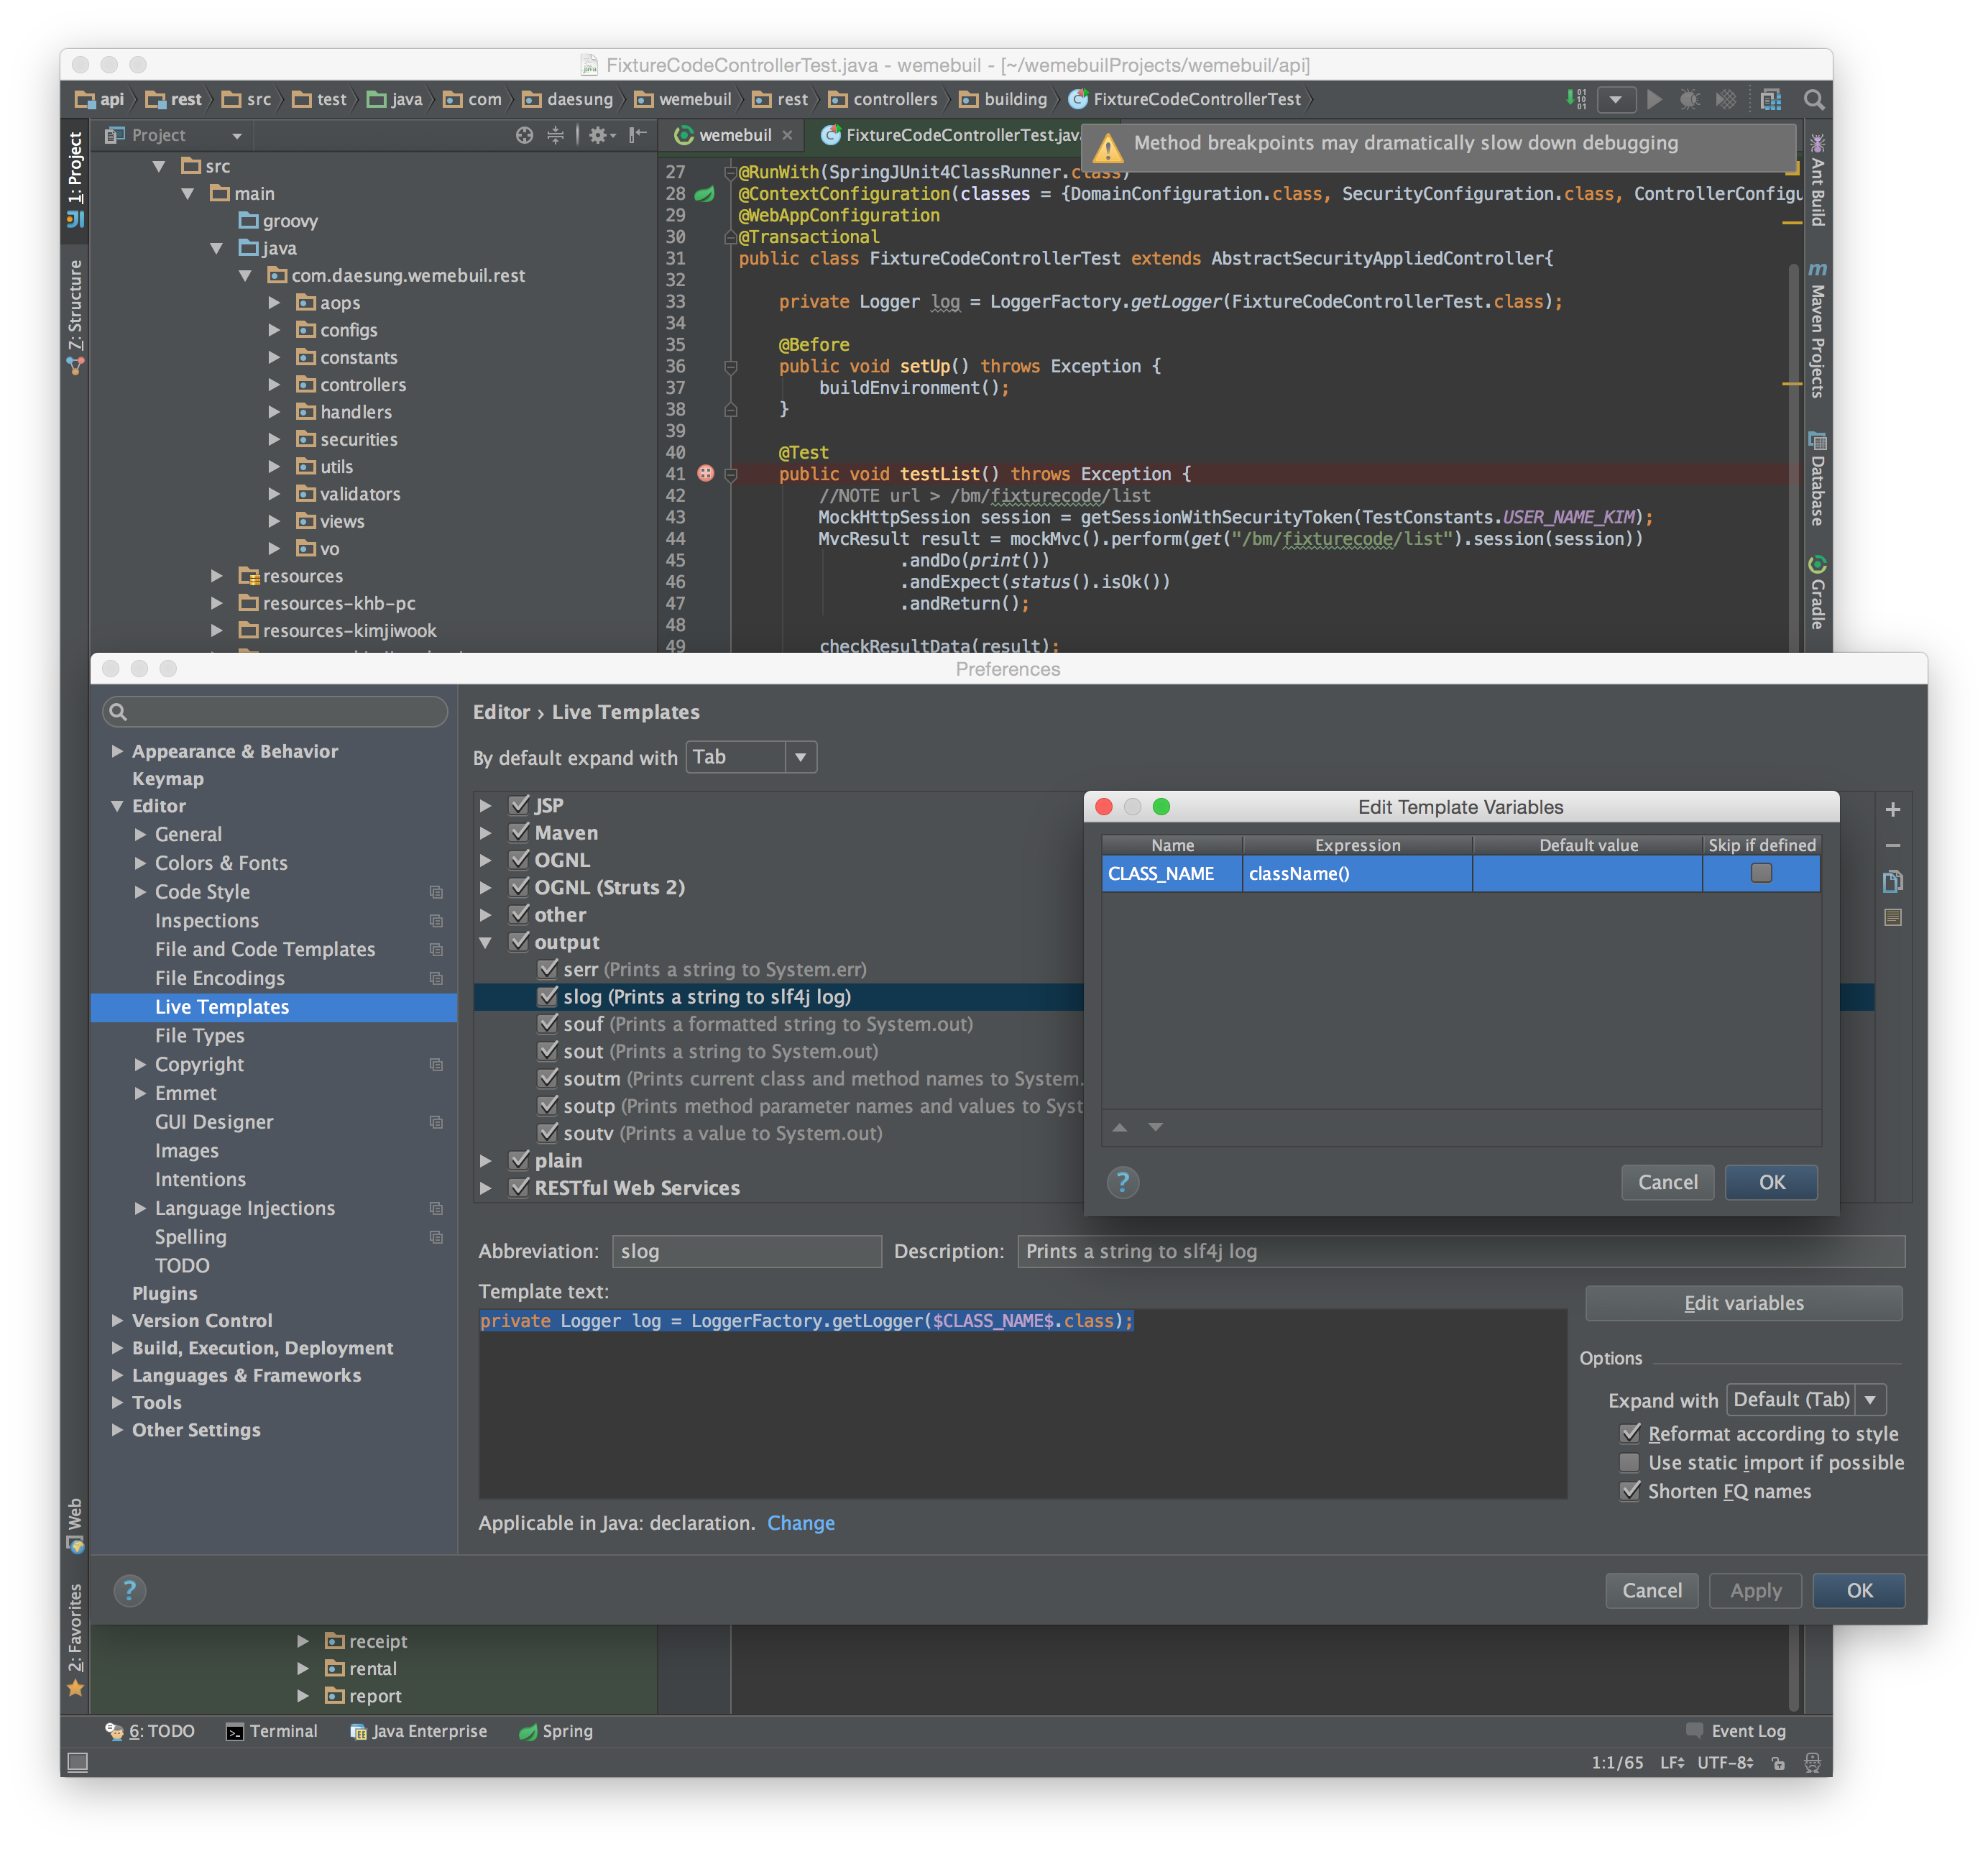 FixtureCodeControllerTest.java - wemebuil - [~/wemebuilProjects/wemebuil/api]
api rest src test java com daesung wemebuil rest controllers building FixtureCodeControllerTest
Project
wemebuil
FixtureCodeControllerTest.jav
Method breakpoints may dramatically slow down debugging
1: Project
7: Structure
Web
2: Favorites
Ant Build
Maven Projects
Database
Gradle
src
main
groovy
java
com.daesung.wemebuil.rest
aops
configs
constants
controllers
handlers
securities
utils
validators
views
vo
resources
resources-khb-pc
resources-kimjiwook
27 @RunWith(SpringJUnit4ClassRunner.class)
28 @ContextConfiguration(classes = {DomainConfiguration.class, SecurityConfiguration.class, ControllerConfigu
29 @WebAppConfiguration
30 @Transactional
31 public class FixtureCodeControllerTest extends AbstractSecurityAppliedController{
32
33 private Logger log = LoggerFactory.getLogger(FixtureCodeControllerTest.class);
34
35 @Before
36 public void setUp() throws Exception {
37 buildEnvironment();
38 }
39
40 @Test
41 public void testList() throws Exception {
42 //NOTE url > /bm/fixturecode/list
43 MockHttpSession session = getSessionWithSecurityToken(TestConstants.USER_NAME_KIM);
44 MvcResult result = mockMvc().perform(get("/bm/fixturecode/list").session(session))
45 .andDo(print())
46 .andExpect(status().isOk())
47 .andReturn();
48
49 checkResultData(result);
Preferences
Appearance & Behavior
Keymap
Editor
General
Colors & Fonts
Code Style
Inspections
File and Code Templates
File Encodings
Live Templates
File Types
Copyright
Emmet
GUI Designer
Images
Intentions
Language Injections
Spelling
TODO
Plugins
Version Control
Build, Execution, Deployment
Languages & Frameworks
Tools
Other Settings
Editor › Live Templates
By default expand with Tab
JSP
Maven
OGNL
OGNL (Struts 2)
other
output
serr (Prints a string to System.err)
slog (Prints a string to slf4j log)
souf (Prints a formatted string to System.out)
sout (Prints a string to System.out)
soutm (Prints current class and method names to System.
soutp (Prints method parameter names and values to Syst
soutv (Prints a value to System.out)
plain
RESTful Web Services
Edit Template Variables
Name Expression Default value Skip if defined
CLASS_NAME className()
? Cancel OK
Abbreviation: slog Description: Prints a string to slf4j log
Template text:
private Logger log = LoggerFactory.getLogger($CLASS_NAME$.class);
Edit variables
Options
Expand with Default (Tab)
Reformat according to style
Use static import if possible
Shorten FQ names
Applicable in Java: declaration. Change
? Cancel Apply OK
receipt
rental
report
6: TODO Terminal Java Enterprise Spring Event Log
1:1/65 LF UTF-8